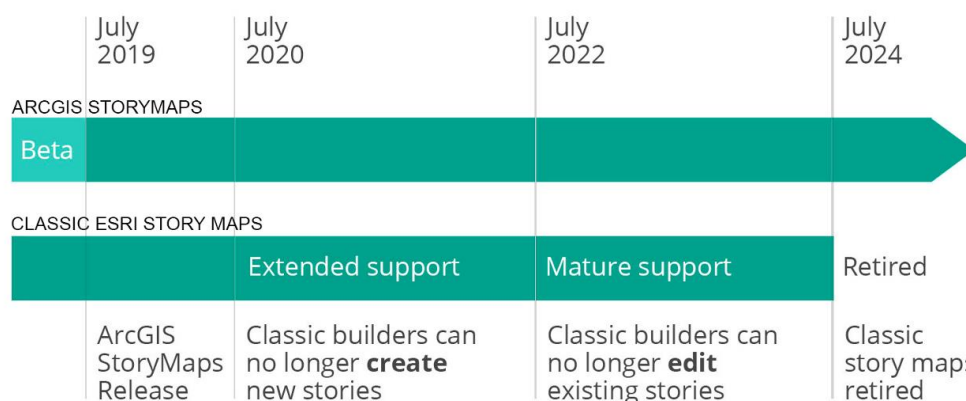 July
2019
July
2020
July
2022
July
2024
ARCGIS STORYMAPS
Beta
CLASSIC ESRI STORY MAPS
Extended support
Mature support
Retired
ArcGIS
StoryMaps
Release
Classic builders can
no longer create
new stories
Classic builders can
no longer edit
existing stories
Classic
story maps
retired